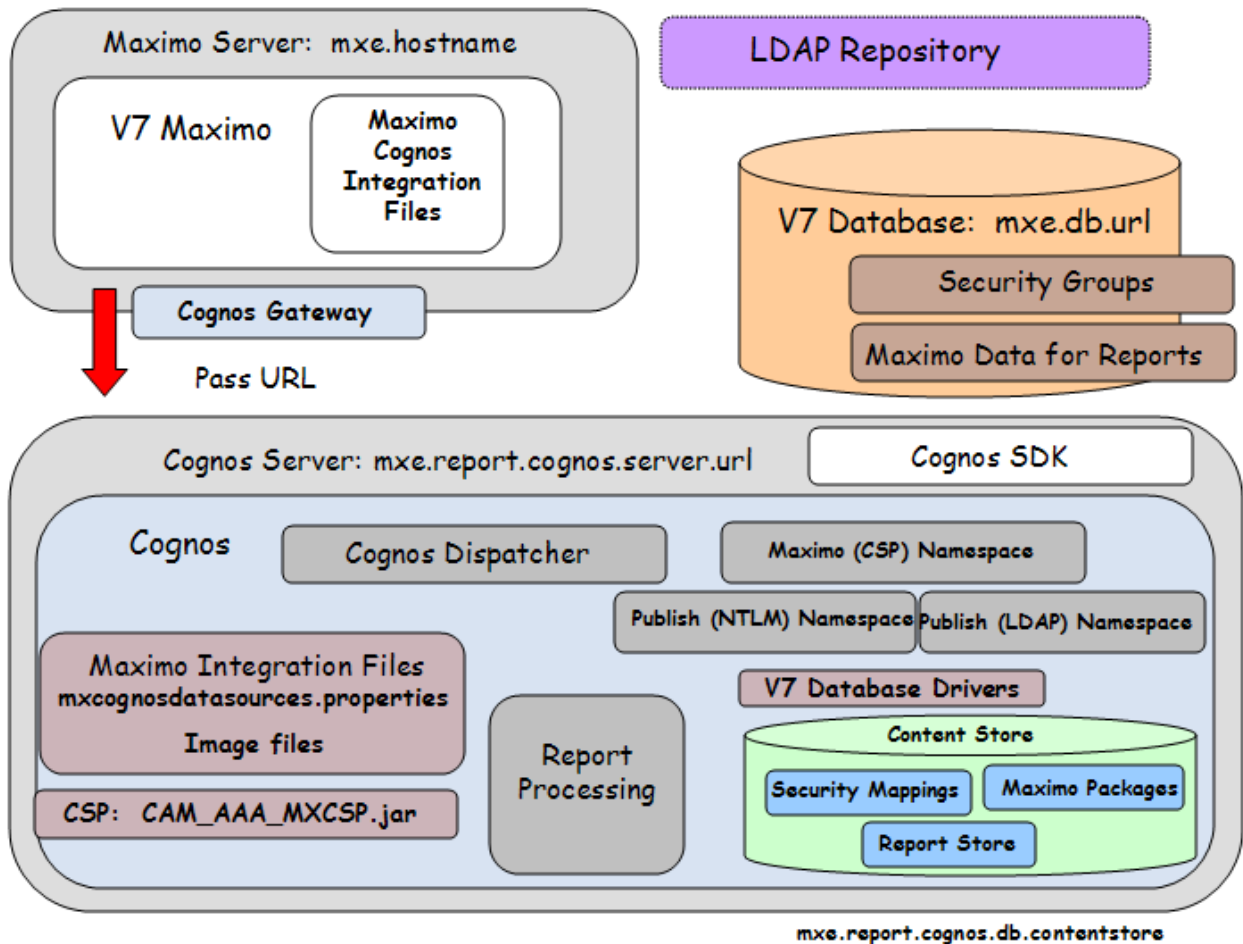 Maximo Server: mxe.hostname
LDAP Repository
V7 Maximo
Maximo
Cognos
Integration
Files
V7 Database: mxe.db.url
Security Groups
Maximo Data for Reports
Cognos Gateway
Pass URL
Cognos Server: mxe.report.cognos.server.url
Cognos SDK
Cognos
Cognos Dispatcher
Maximo (CSP) Namespace
Publish (NTLM) Namespace
Publish (LDAP) Namespace
Maximo Integration Files
mxcognosdatasources.properties
Image files
V7 Database Drivers
Report
Processing
Content Store
Security Mappings
Maximo Packages
Report Store
CSP: CAM_AAA_MXCSP.jar
mxe.report.cognos.db.contentstore